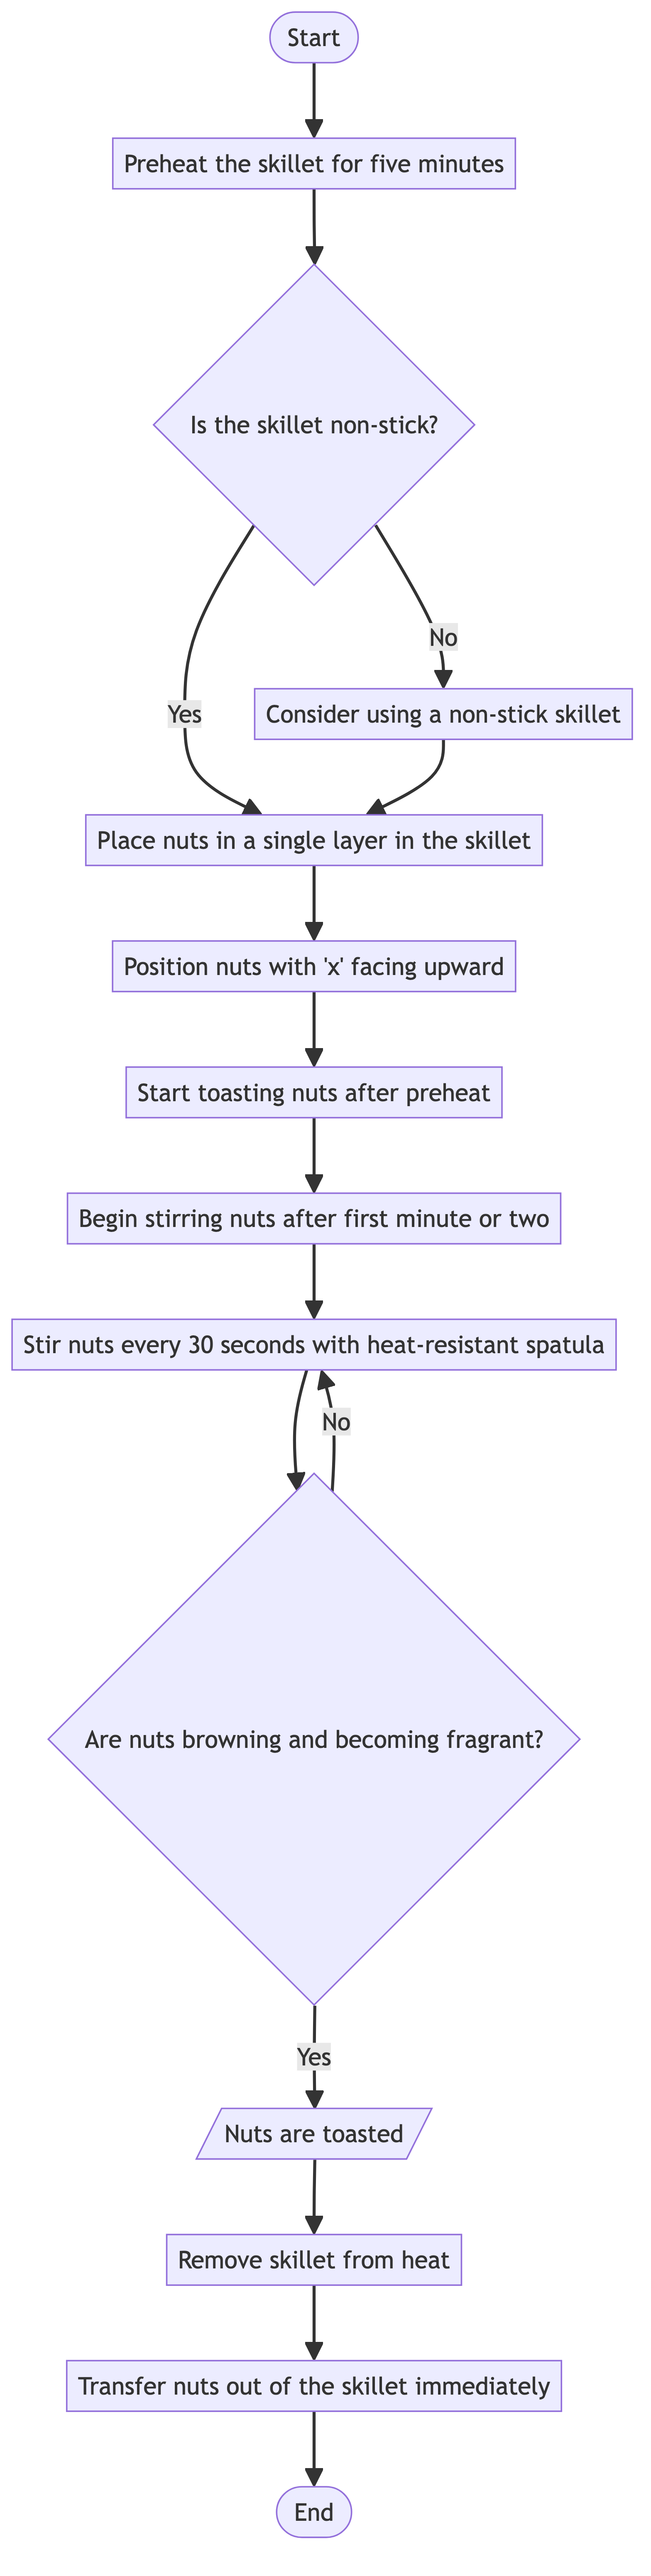 Start
Preheat the skillet for five minutes
Is the skillet non-stick?
No
Yes
Consider using a non-stick skillet
Place nuts in a single layer in the skillet
Position nuts with 'x' facing upward
Start toasting nuts after preheat
Begin stirring nuts after first minute or two
Stir nuts every 30 seconds with heat-resistant spatula
No
Are nuts browning and becoming fragrant?
Yes
Nuts are toasted
Remove skillet from heat
Transfer nuts out of the skillet immediately
End